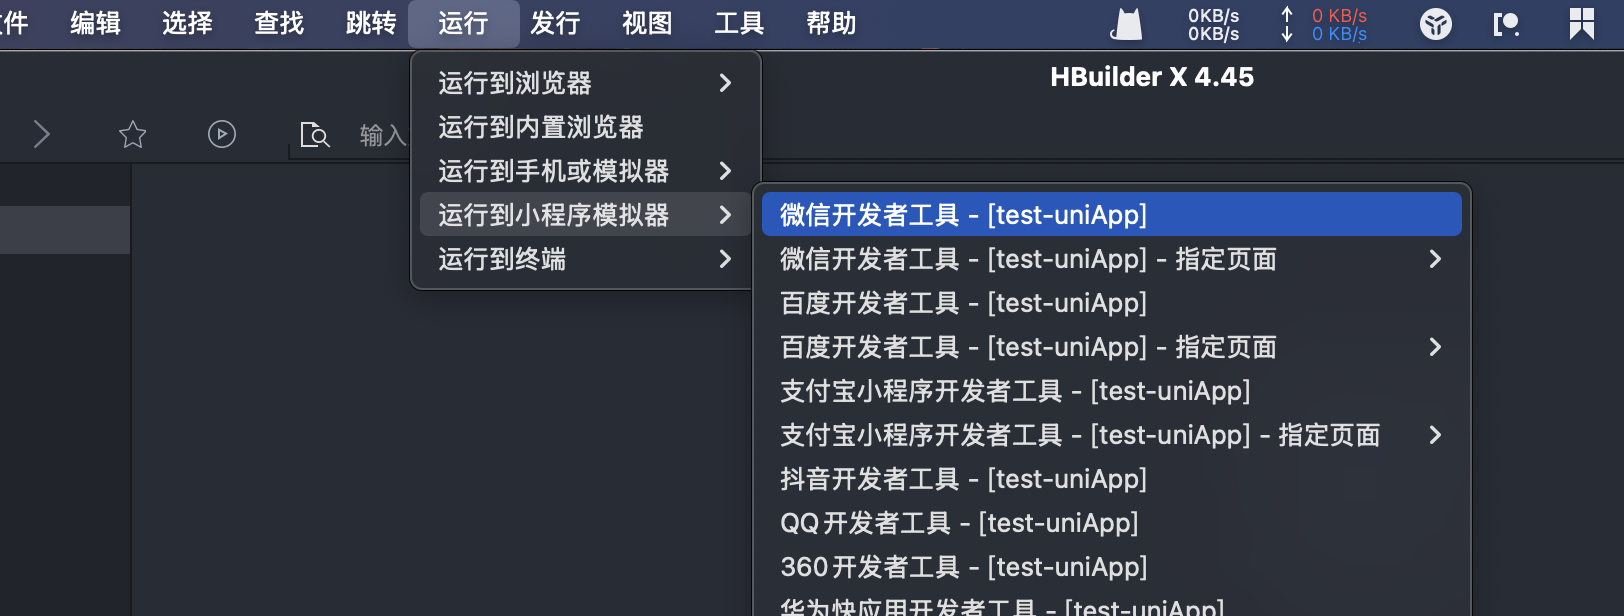 件 编辑 选择 查找 跳转 运行 发行 视图 工具 帮助 0KB/s 0 KB/s
0KB/s 0 KB/s
HBuilder X 4.45
输入
运行到浏览器
运行到内置浏览器
运行到手机或模拟器
运行到小程序模拟器
运行到终端
微信开发者工具 - [test-uniApp]
微信开发者工具 - [test-uniApp] - 指定页面
百度开发者工具 - [test-uniApp]
百度开发者工具 - [test-uniApp] - 指定页面
支付宝小程序开发者工具 - [test-uniApp]
支付宝小程序开发者工具 - [test-uniApp] - 指定页面
抖音开发者工具 - [test-uniApp]
QQ开发者工具 - [test-uniApp]
360开发者工具 - [test-uniApp]
华为快应用开发者工具 - [test-uniApp]